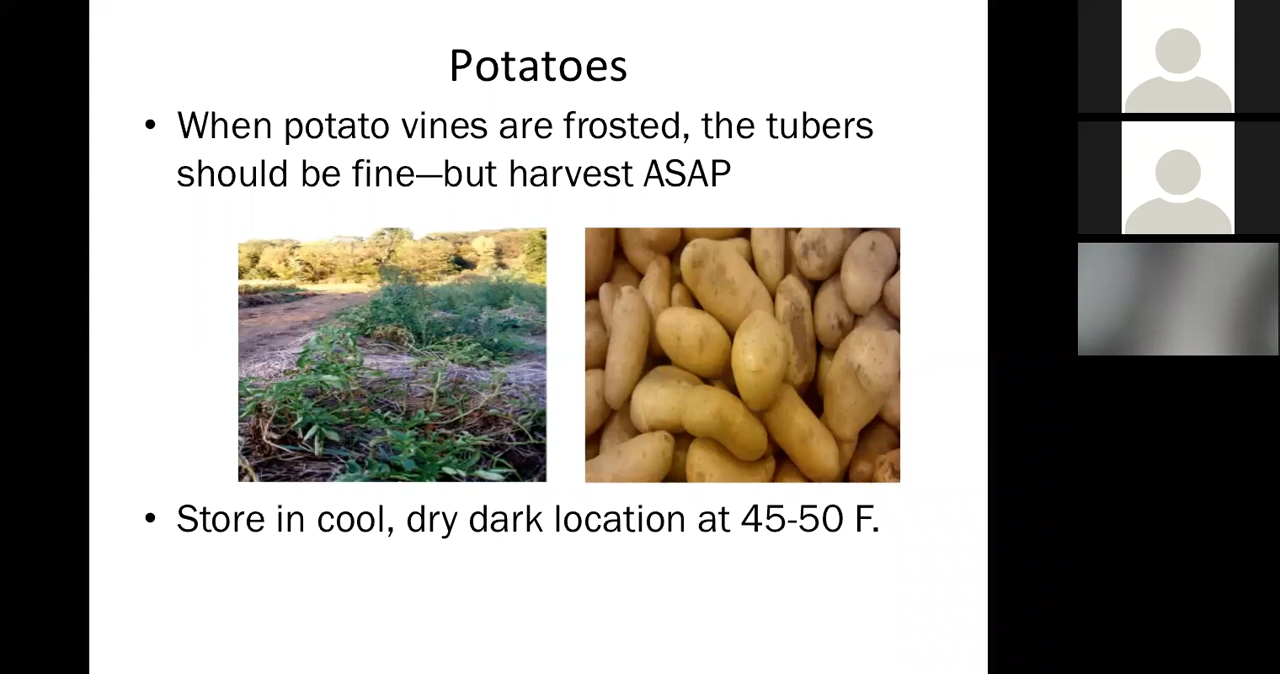 Potatoes
• When potato vines are frosted, the tubers
should be fine—but harvest ASAP
• Store in cool, dry dark location at 45-50 F.